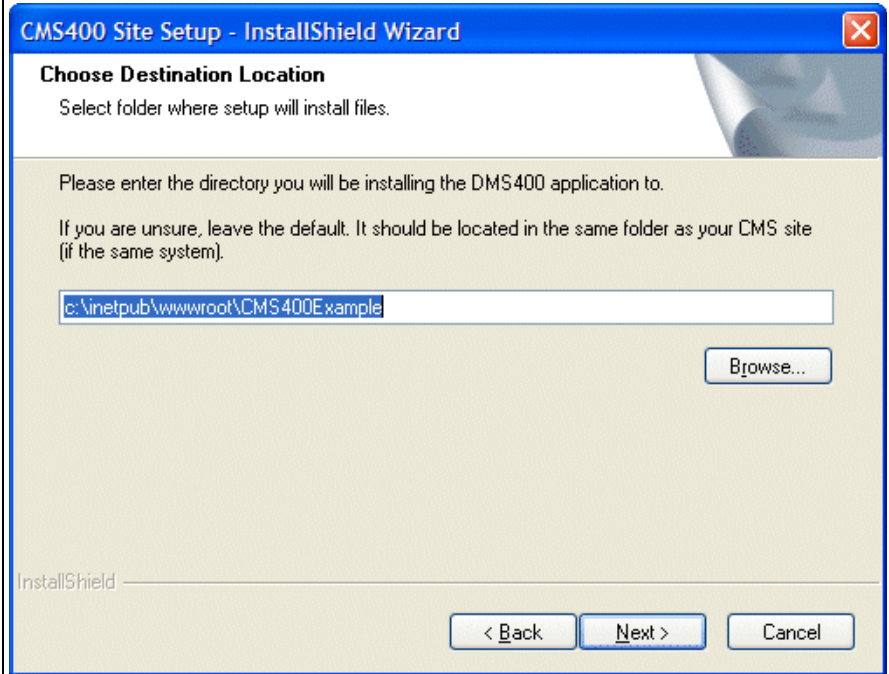 CMS400 Site Setup - InstallShield Wizard
Choose Destination Location
Select folder where setup will install files.
Please enter the directory you will be installing the DMS400 application to.
If you are unsure, leave the default. It should be located in the same folder as your CMS site
(if the same system).
c:\inetpub\wwwroot\CMS400Example
Browse...
InstallShield
< Back
Next >
Cancel